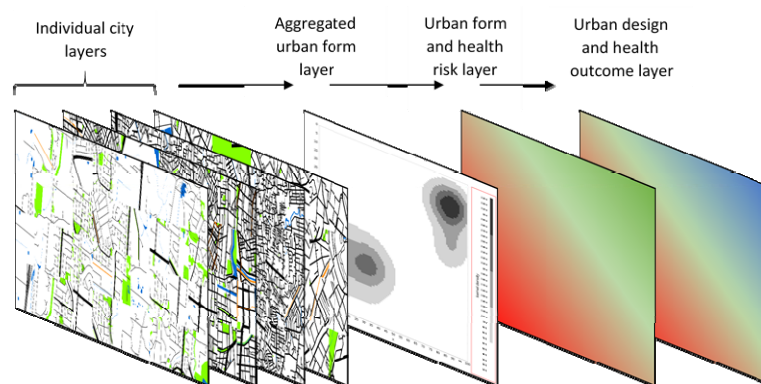 Individual city
layers
Aggregated
urban form
layer
Urban form
and health
risk layer
Urban design
and health
outcome layer